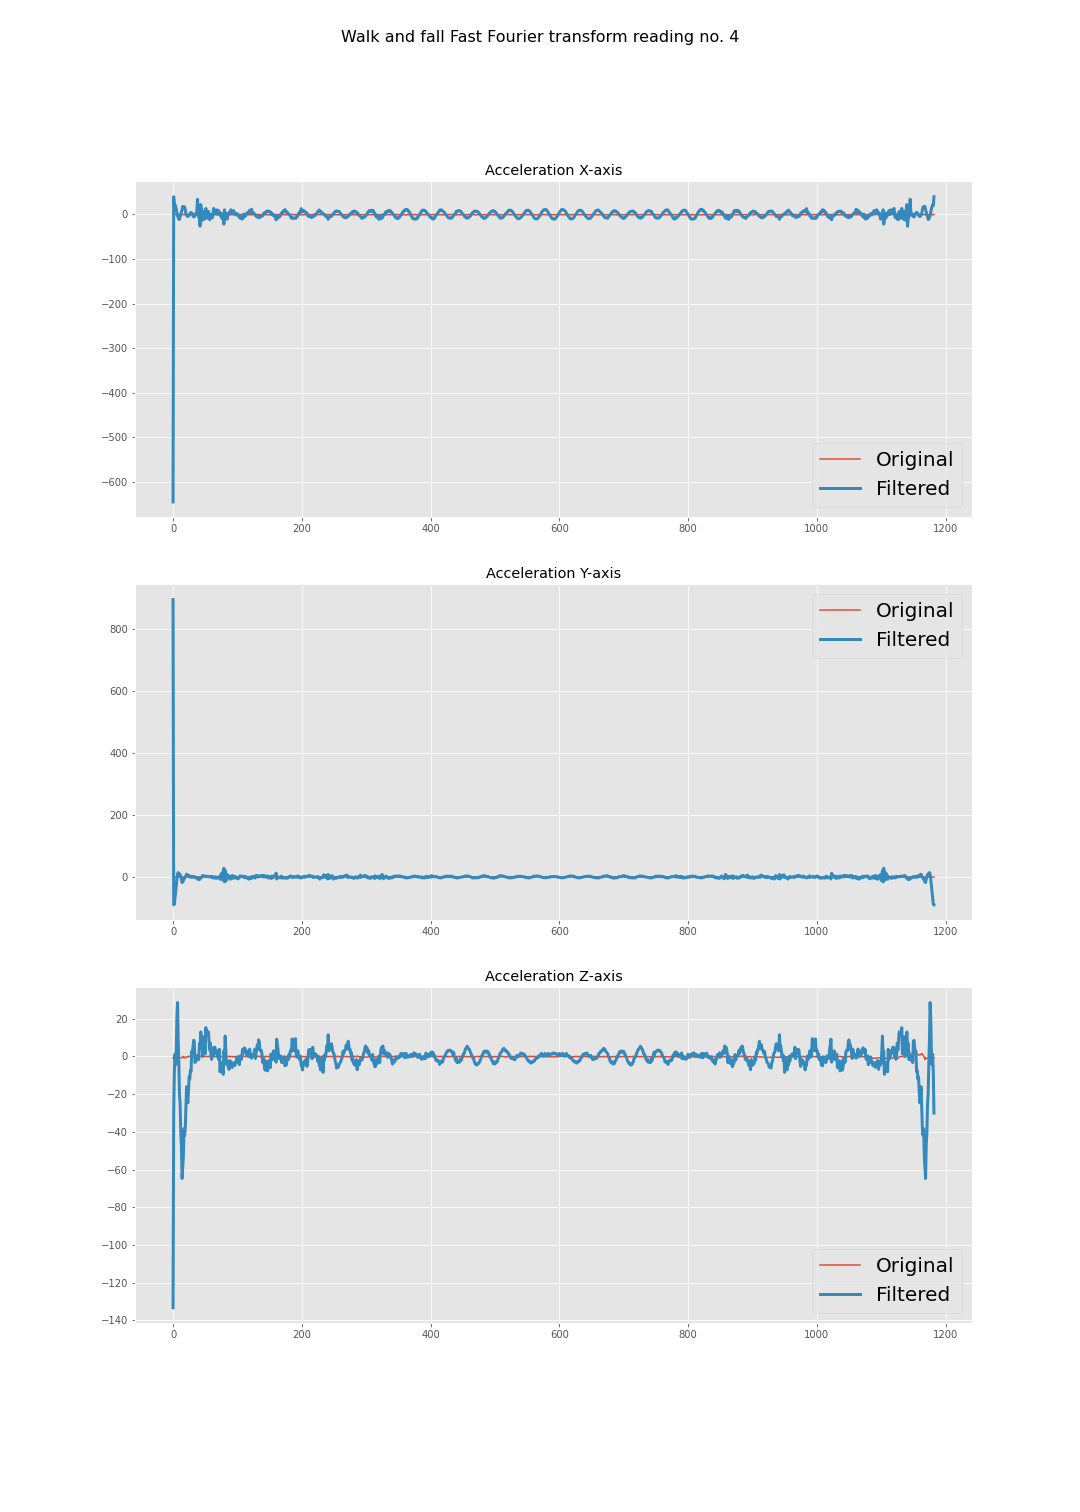 Walk and fall Fast Fourier transform reading no. 4
Acceleration X-axis
0
−100
−200
−300
−400
−500
−600
Original
Filtered
0 200 400 600 800 1000 1200
Acceleration Y-axis
800
600
400
200
0
Original
Filtered
0 200 400 600 800 1000 1200
Acceleration Z-axis
20
0
−20
−40
−60
−80
−100
−120
−140
Original
Filtered
0 200 400 600 800 1000 1200